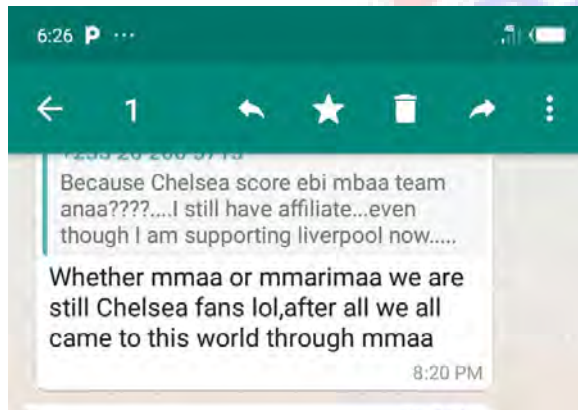 6:26 P ...
1
Because Chelsea score ebi mbaa team
anaa????....I still have affiliate...even
though I am supporting liverpool now.....
Whether mmaa or mmarimaa we are
still Chelsea fans lol,after all we all
came to this world through mmaa
8:20 PM